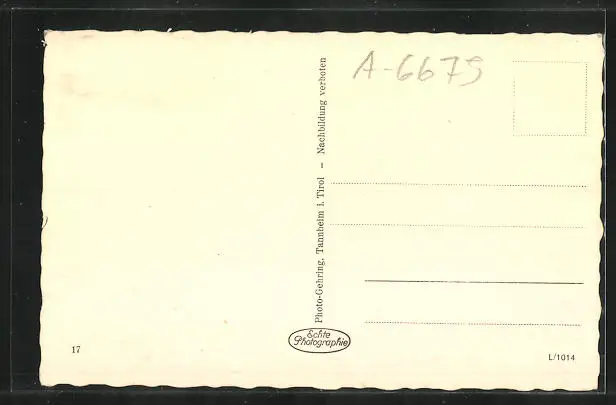 A-6675
Photo-Gehring, Tannheim i. Tirol – Nachbildung verboten
Echte
Photographie
17
L/1014